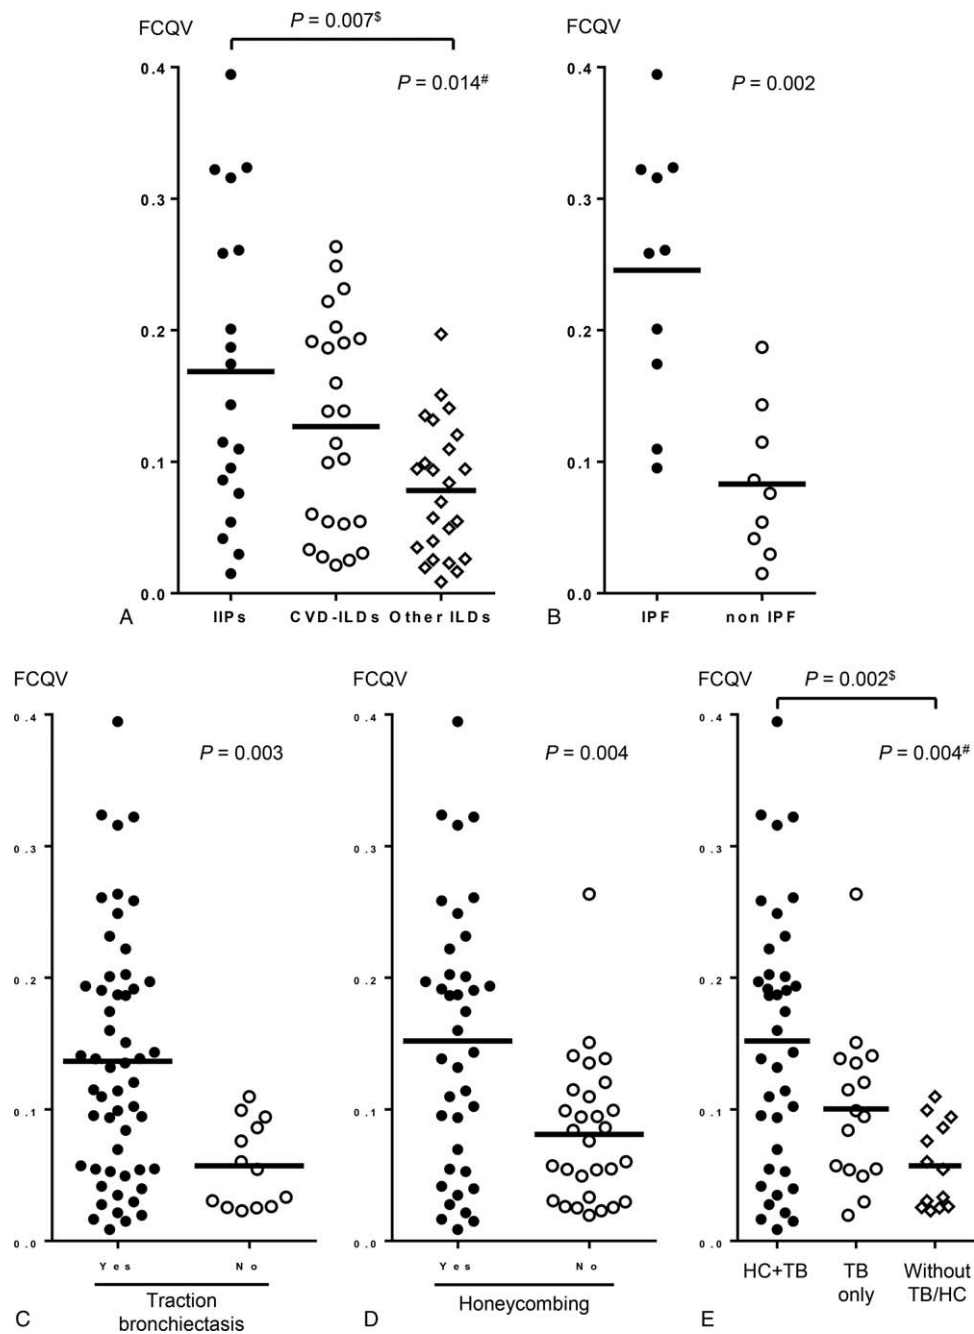 FCQV
P = 0.007$
P = 0.014#
0.4
0.3
0.2
0.1
0.0
IIPs CVD-ILDs Other ILDs
A
FCQV
P = 0.002
0.4
0.3
0.2
0.1
0.0
IPF non IPF
B
FCQV
P = 0.003
0.4
0.3
0.2
0.1
0.0
Yes No
Traction
bronchiectasis
C
FCQV
P = 0.004
0.4
0.3
0.2
0.1
0.0
Yes No
Honeycombing
D
FCQV
P = 0.002$
P = 0.004#
0.4
0.3
0.2
0.1
0.0
HC+TB TB only Without TB/HC
E